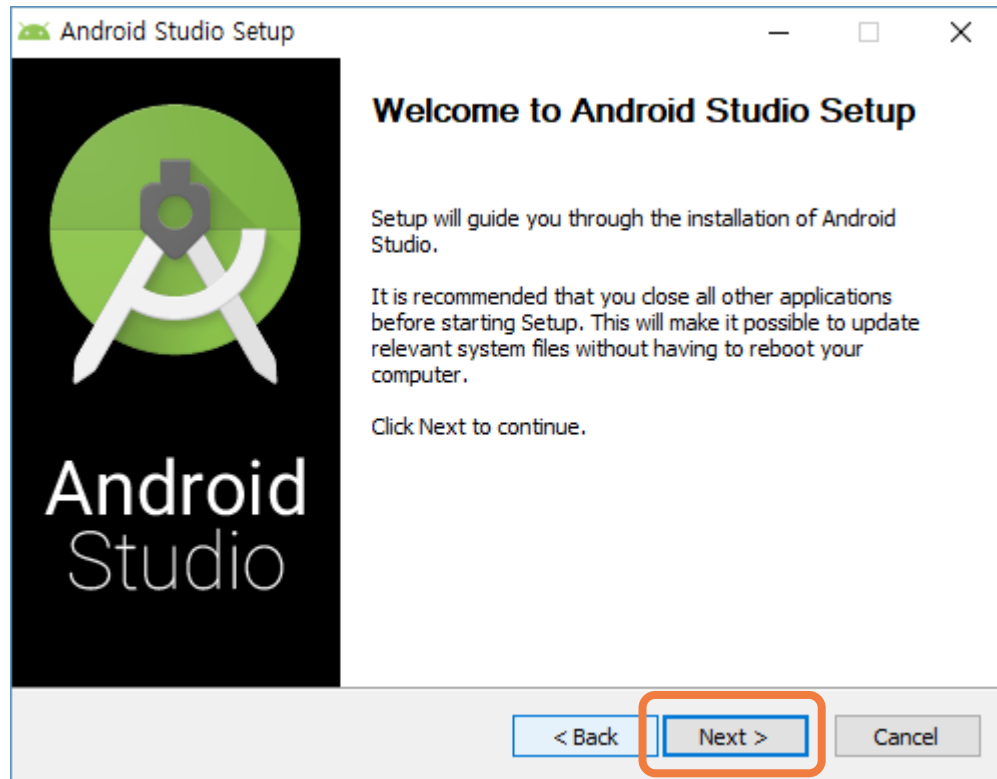 Android Studio Setup
Welcome to Android Studio Setup
Setup will guide you through the installation of Android
Studio.
It is recommended that you close all other applications
before starting Setup. This will make it possible to update
relevant system files without having to reboot your
computer.
Click Next to continue.
Android
Studio
< Back
Next >
Cancel